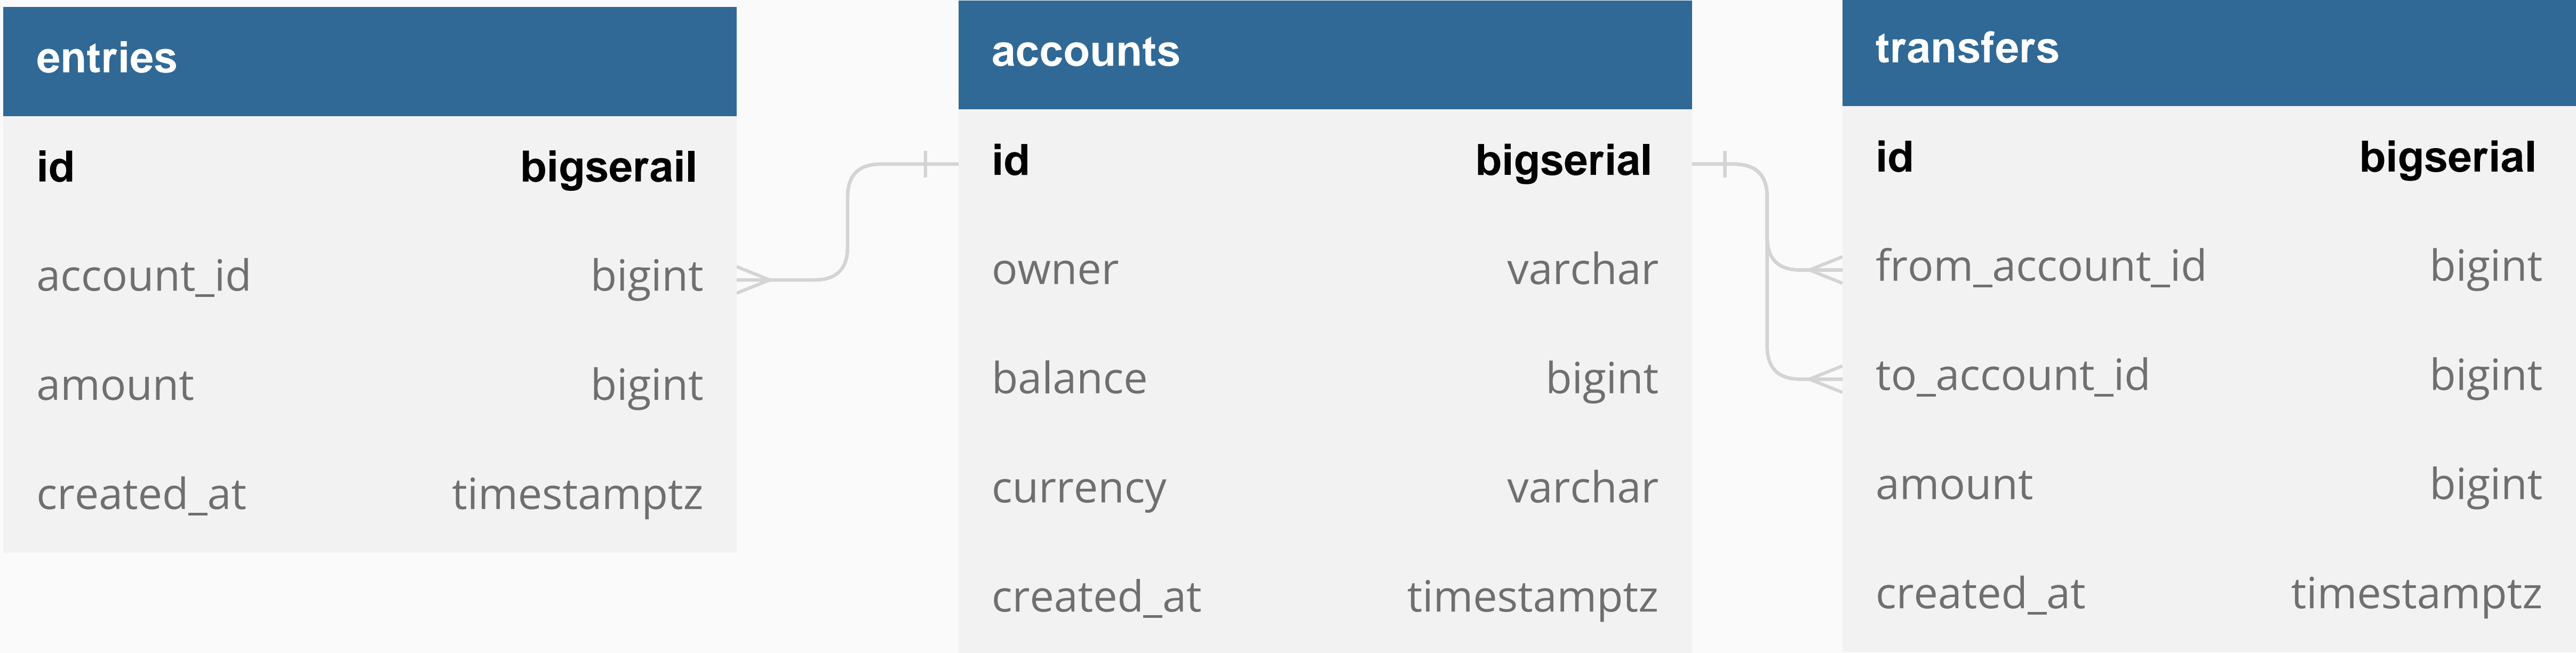 entries
id bigserail
account_id bigint
amount bigint
created_at timestamptz
accounts
id bigserial
owner varchar
balance bigint
currency varchar
created_at timestamptz
transfers
id bigserial
from_account_id bigint
to_account_id bigint
amount bigint
created_at timestamptz